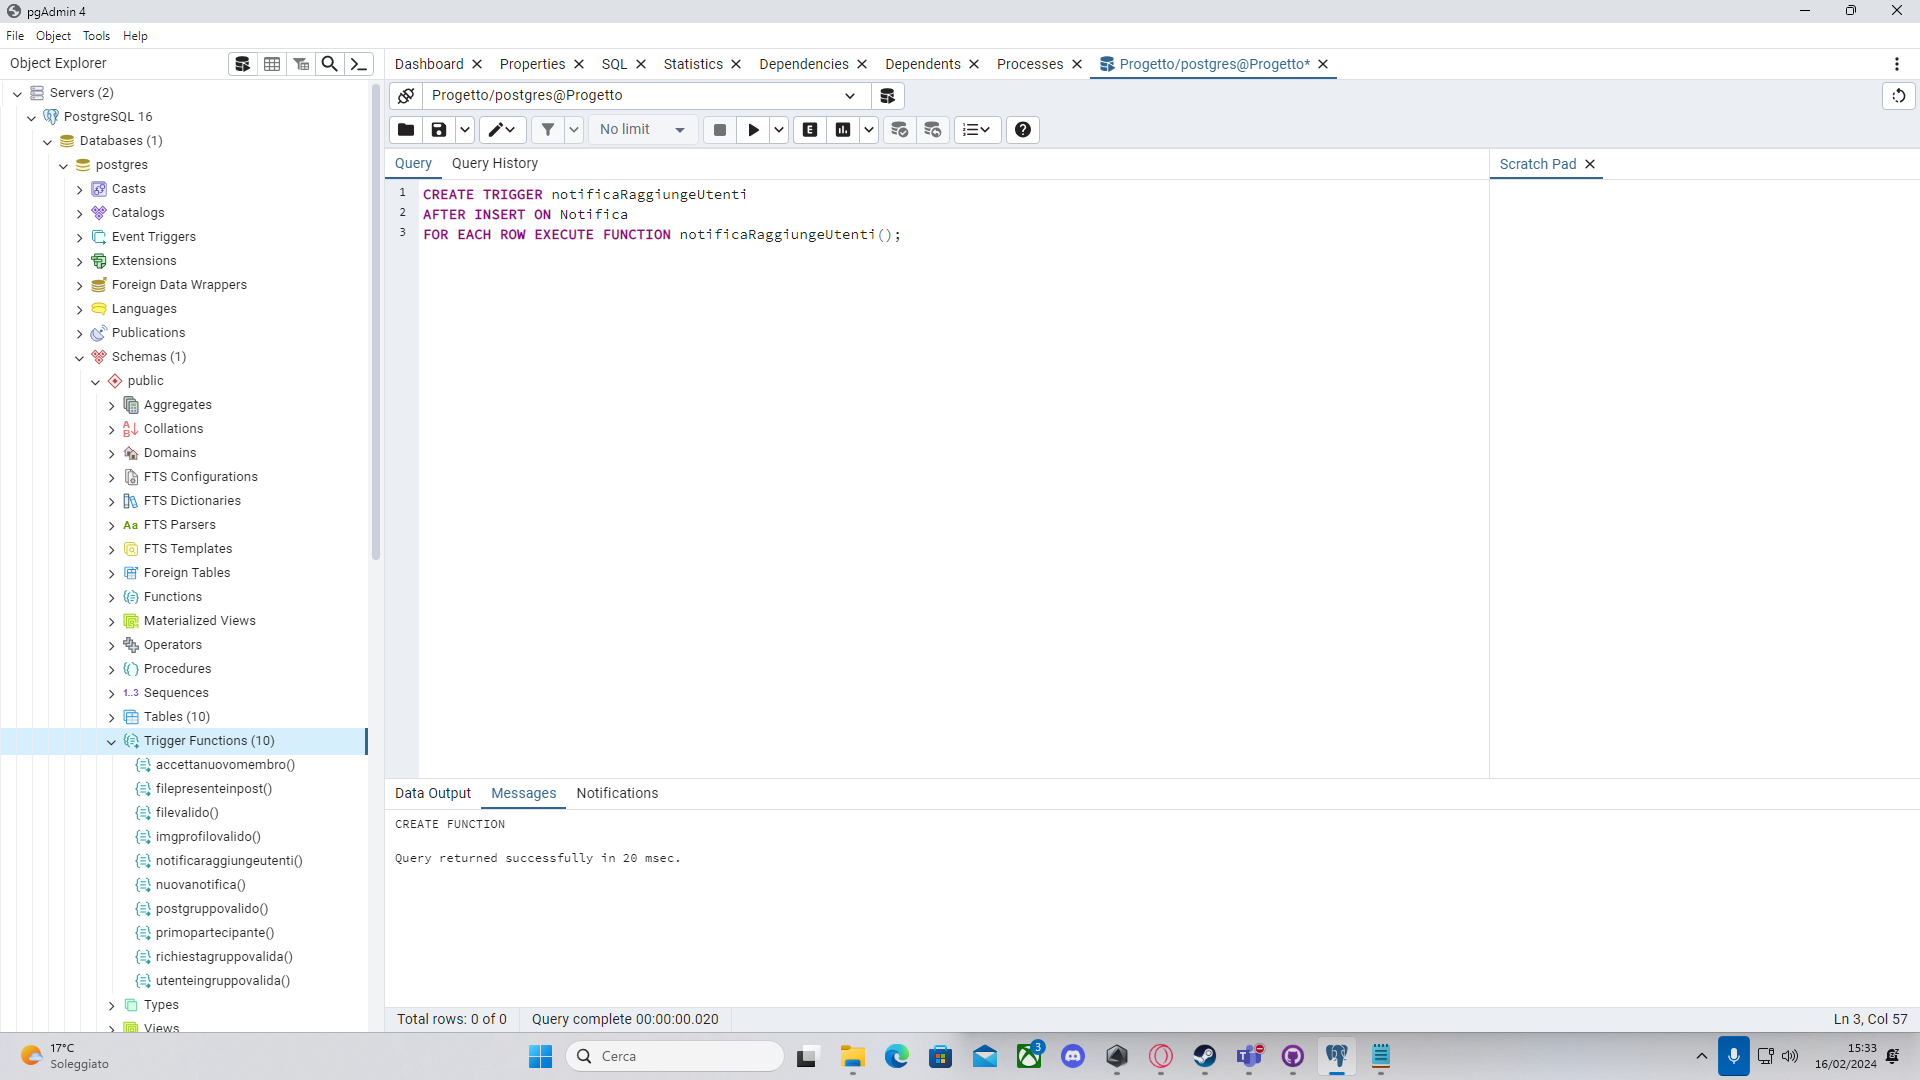 pgAdmin 4
File Object Tools Help
Object Explorer
Dashboard Properties SQL Statistics Dependencies Dependents Processes Progetto/postgres@Progetto*
Servers (2)
PostgreSQL 16
Databases (1)
postgres
Casts
Catalogs
Event Triggers
Extensions
Foreign Data Wrappers
Languages
Publications
Schemas (1)
public
Aggregates
Collations
Domains
FTS Configurations
FTS Dictionaries
Aa FTS Parsers
FTS Templates
Foreign Tables
Functions
Materialized Views
Operators
Procedures
1..3 Sequences
Tables (10)
Trigger Functions (10)
accettanuovomembro()
filepresenteinpost()
filevalido()
imgprofilovalido()
notificaraggiungeutenti()
nuovanotifica()
postgruppovalido()
primopartecipante()
richiestagruppovalida()
utenteingruppovalida()
Types
Views
Progetto/postgres@Progetto
No limit
E
Query Query History
Scratch Pad
1 CREATE TRIGGER notificaRaggiungeUtenti
2 AFTER INSERT ON Notifica
3 FOR EACH ROW EXECUTE FUNCTION notificaRaggiungeUtenti();
Data Output Messages Notifications
CREATE FUNCTION
Query returned successfully in 20 msec.
Total rows: 0 of 0 Query complete 00:00:00.020 Ln 3, Col 57
17°C
Soleggiato
Cerca
3
15:33
16/02/2024